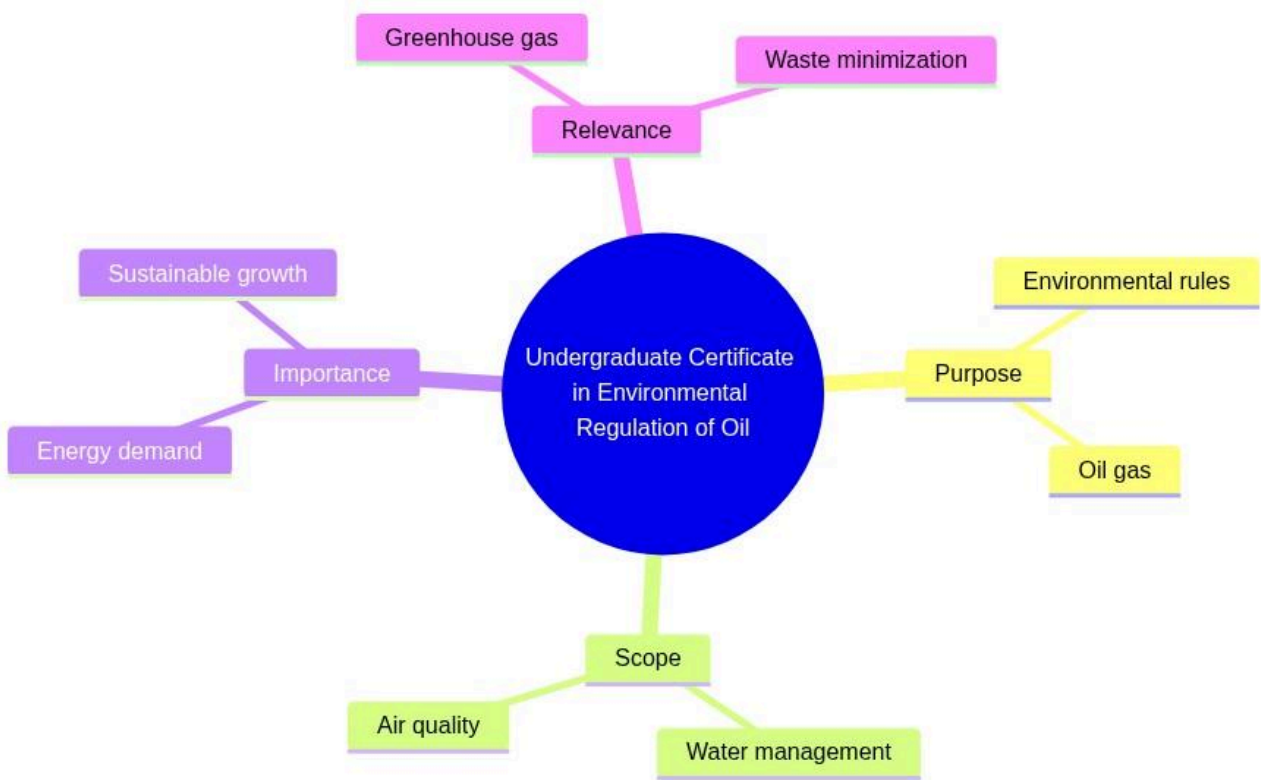 Greenhouse gas
Waste minimization
Relevance
Sustainable growth
Importance
Energy demand
Undergraduate Certificate
in Environmental
Regulation of Oil
Environmental rules
Purpose
Oil gas
Scope
Air quality
Water management